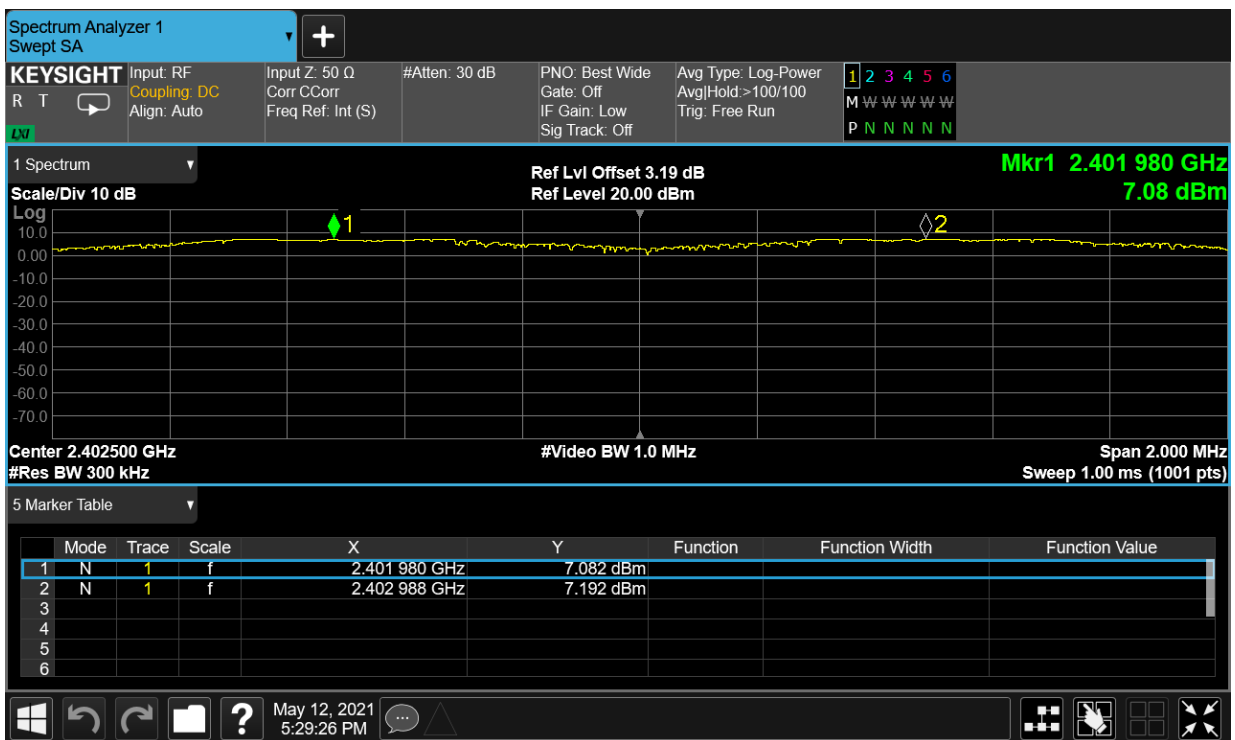 Spectrum Analyzer 1
Swept SA
+
KEYSIGHT Input: RF Input Z: 50 Ω #Atten: 30 dB PNO: Best Wide Avg Type: Log-Power 1 2 3 4 5 6
R T Coupling: DC Corr CCorr Gate: Off Avg|Hold:>100/100 M W W W W W
Align: Auto Freq Ref: Int (S) IF Gain: Low Trig: Free Run
LXI Sig Track: Off P N N N N N
1 Spectrum Ref Lvl Offset 3.19 dB Mkr1 2.401 980 GHz
Scale/Div 10 dB Ref Level 20.00 dBm 7.08 dBm
Log
1 2
10.0
0.00
-10.0
-20.0
-30.0
-40.0
-50.0
-60.0
-70.0
Center 2.402500 GHz #Video BW 1.0 MHz Span 2.000 MHz
#Res BW 300 kHz Sweep 1.00 ms (1001 pts)
5 Marker Table
Mode Trace Scale X Y Function Function Width Function Value
1 N 1 f 2.401 980 GHz 7.082 dBm
2 N 1 f 2.402 988 GHz 7.192 dBm
3
4
5
6
? May 12, 2021
5:29:26 PM